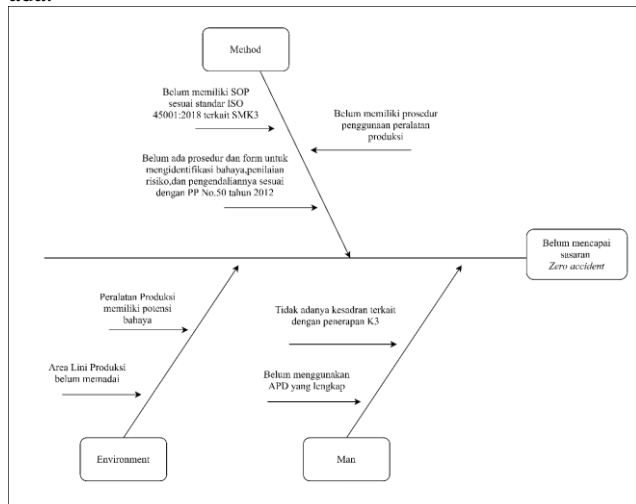 Method
Belum memiliki SOP
sesuai standar ISO
45001:2018 terkait SMK3
Belum memiliki prosedur
penggunaan peralatan
produksi
Belum ada prosedur dan form untuk
mengidentifikasi bahaya,penilaian
risiko,dan pengendaliannya sesuai
dengan PP No.50 tahun 2012
Belum mencapai
sasaran
Zero accident
Peralatan Produksi
memiliki potensi
bahaya
Tidak adanya kesadran terkait
dengan penerapan K3
Area Lini Produksi
belum memadai
Belum menggunakan
APD yang lengkap
Environment
Man